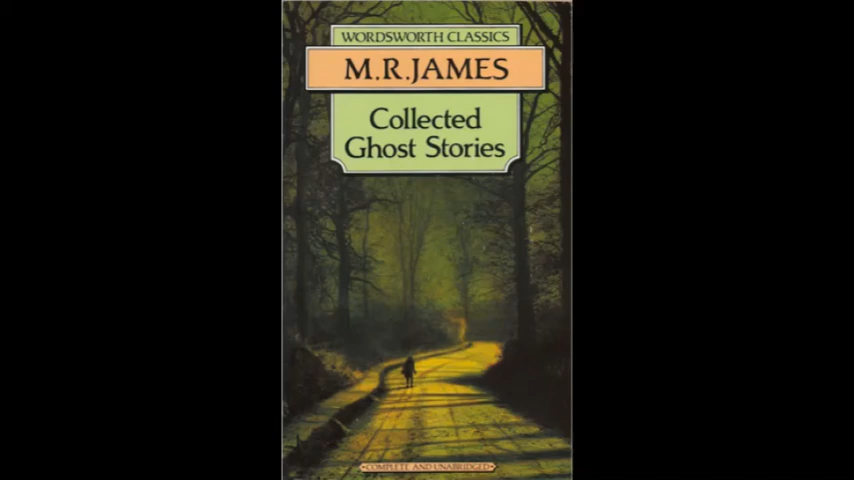 WORDSWORTH CLASSICS
M.R.JAMES
Collected
Ghost Stories
COMPLETE AND UNABRIDGED